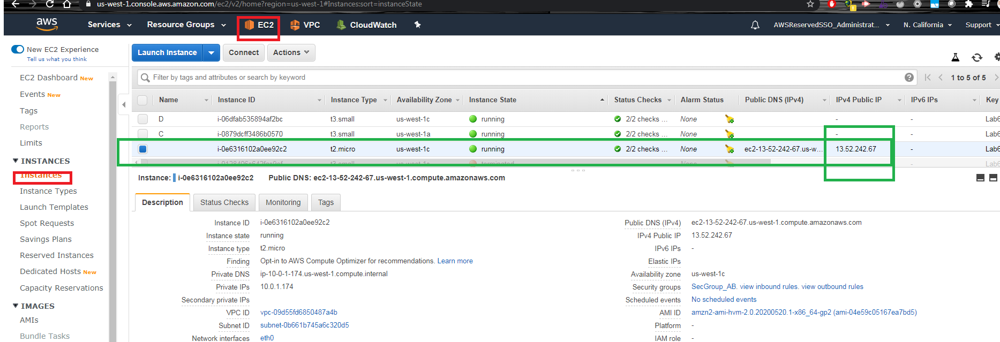 us-west-1.console.aws.amazon.com/ec2/v2/home?region=us-west-1#Instances:sort=instanceState
aws Services Resource Groups EC2 VPC CloudWatch AWSReservedSSO_Administrat... N. California Support
New EC2 Experience
Tell us what you think
EC2 Dashboard New
Events New
Tags
Reports
Limits
INSTANCES
Instances
Instance Types
Launch Templates
Spot Requests
Savings Plans
Reserved Instances
Dedicated Hosts New
Capacity Reservations
IMAGES
AMIs
Bundle Tasks
Launch Instance Connect Actions
Filter by tags and attributes or search by keyword ? 1 to 5 of 5
Name Instance ID Instance Type Availability Zone Instance State Status Checks Alarm Status Public DNS (IPv4) IPv4 Public IP IPv6 IPs Key
D i-06dfab535894af2bc t3.small us-west-1c running 2/2 checks ... None - - Lab6
C i-0879dcff3486b0570 t3.small us-west-1a running 2/2 checks ... None - - Lab6
i-0e6316102a0ee92c2 t2.micro us-west-1c running 2/2 checks ... None ec2-13-52-242-67.us-w... 13.52.242.67 - Lab6
t3.small us-west-1c terminated None - Lab6
Instance: i-0e6316102a0ee92c2 Public DNS: ec2-13-52-242-67.us-west-1.compute.amazonaws.com
Description Status Checks Monitoring Tags
Instance ID i-0e6316102a0ee92c2
Instance state running
Instance type t2.micro
Finding Opt-in to AWS Compute Optimizer for recommendations. Learn more
Private DNS ip-10-0-1-174.us-west-1.compute.internal
Private IPs 10.0.1.174
Secondary private IPs
VPC ID vpc-09d55fd6850487a4b
Subnet ID subnet-0b661b745a6c320d5
Network interfaces eth0
Public DNS (IPv4) ec2-13-52-242-67.us-west-1.compute.amazonaws.com
IPv4 Public IP 13.52.242.67
IPv6 IPs -
Elastic IPs
Availability zone us-west-1c
Security groups SecGroup_AB. view inbound rules. view outbound rules
Scheduled events No scheduled events
AMI ID amzn2-ami-hvm-2.0.20200520.1-x86_64-gp2 (ami-04e59c05167ea7bd5)
Platform -
IAM role -